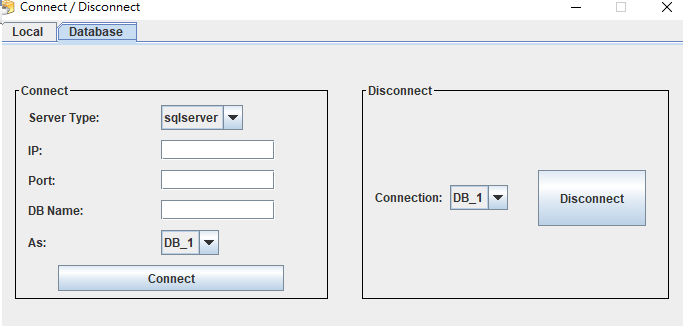 Connect / Disconnect
Local Database
Connect
Server Type: sqlserver
IP:
Port:
DB Name:
As: DB_1
Connect
Disconnect
Connection: DB_1 Disconnect